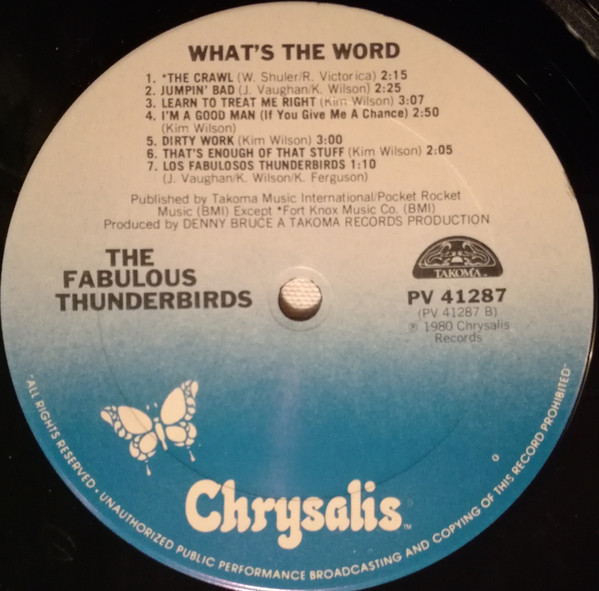 WHAT'S THE WORD
1. *THE CRAWL (W. Shuler/R. Victorica) 2:15
2. JUMPIN' BAD (J. Vaughan/K. Wilson) 2:25
3. LEARN TO TREAT ME RIGHT (Kim Wilson) 3:07
4. I'M A GOOD MAN (If You Give Me A Chance) 2:50
(Kim Wilson)
5. DIRTY WORK (Kim Wilson) 3:00
6. THAT'S ENOUGH OF THAT STUFF (Kim Wilson) 2:05
7. LOS FABULOSOS THUNDERBIRDS 1:10
(J. Vaughan/K. Wilson/K. Ferguson)
Published by Takoma Music International/Pocket Rocket
Music (BMI) Except *Fort Knox Music Co. (BMI)
Produced by DENNY BRUCE A TAKOMA RECORDS PRODUCTION
THE
FABULOUS
THUNDERBIRDS
TAKOMA
PV 41287
(PV 41287 B)
℗ 1980 Chrysalis
Records
Chrysalis™
"ALL RIGHTS RESERVED • UNAUTHORIZED PUBLIC PERFORMANCE BROADCASTING AND COPYING OF THIS RECORD PROHIBITED"